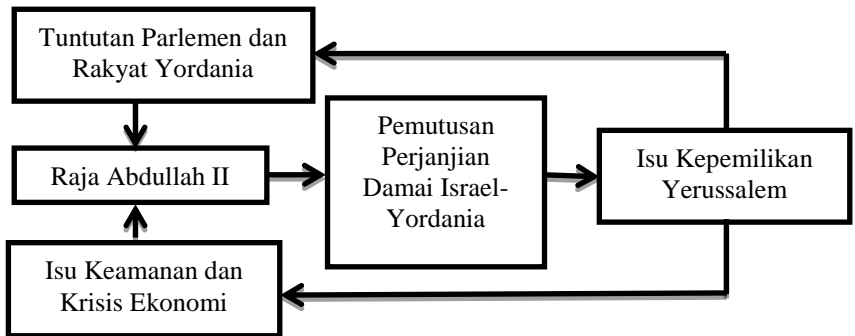 Tuntutan Parlemen dan
Rakyat Yordania
Raja Abdullah II
Isu Keamanan dan
Krisis Ekonomi
Pemutusan
Perjanjian
Damai Israel-
Yordania
Isu Kepemilikan
Yerussalem